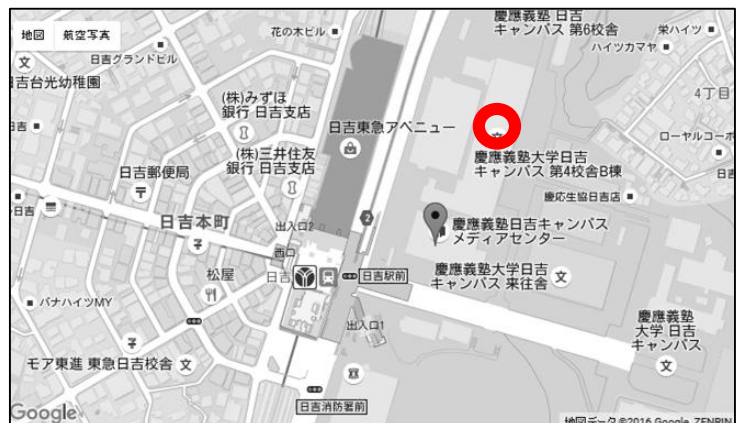 地図 航空写真
花の木ビル
慶應義塾 日吉
キャンパス 第6校舎
栄ハイツ
ハイツカマヤ
日吉グランドビル
日吉台光幼稚園
4丁目
(株)みずほ
銀行 日吉支店
日吉東急アベニュー
ローヤルコーポ
(株)三井住友
銀行 日吉支店
慶應義塾大学日吉
キャンパス 第4校舎B棟
日吉郵便局
慶応生協日吉店
日吉本町
出入口2
2
慶應義塾日吉キャンパス
メディアセンター
西口
日吉
日吉駅前
慶應義塾大学日吉
キャンパス 来往舎
松屋
パナハイツMY
出入口1
慶應義塾
大学 日吉
キャンパス
モア東進 東急日吉校舎
日吉消防署前
Google
地図データ ©2016 Google, ZENRIN